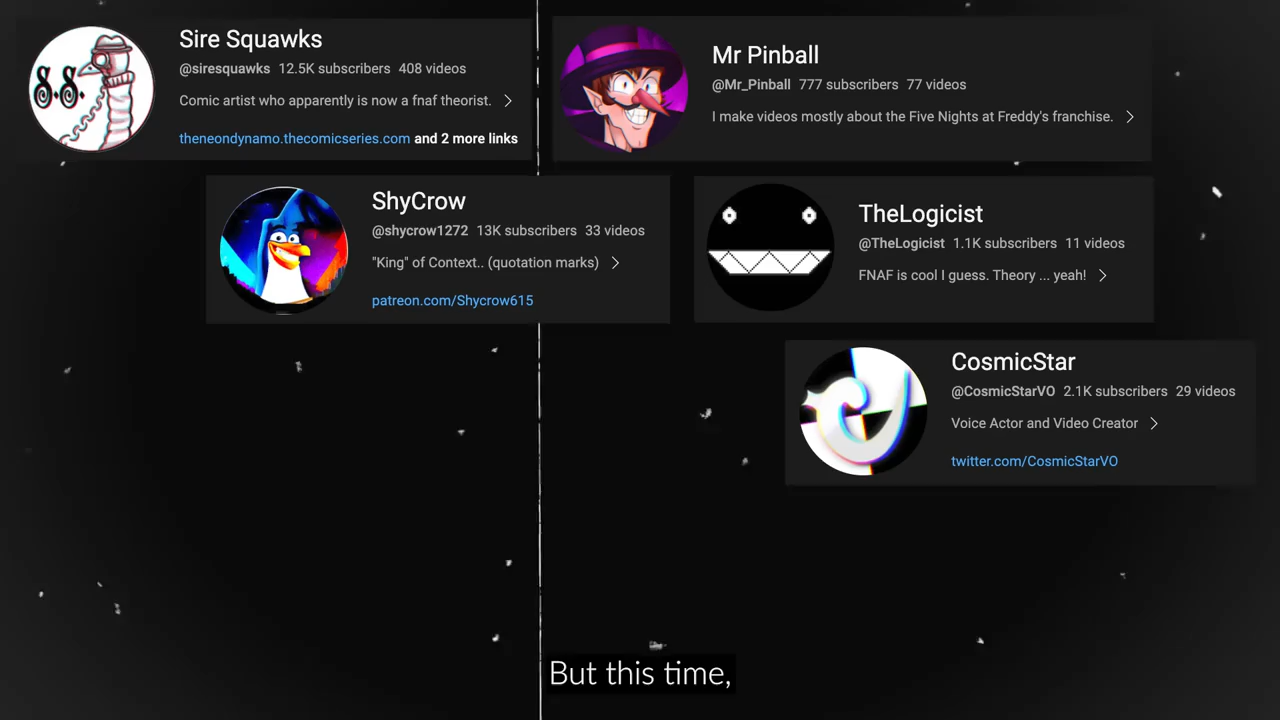 Sire Squawks
@siresquawks 12.5K subscribers 408 videos
Comic artist who apparently is now a fnaf theorist.
theneondynamo.thecomicseries.com and 2 more links
S.S.
Mr Pinball
@Mr_Pinball 777 subscribers 77 videos
I make videos mostly about the Five Nights at Freddy's franchise.
ShyCrow
@shycrow1272 13K subscribers 33 videos
"King" of Context.. (quotation marks)
patreon.com/Shycrow615
TheLogicist
@TheLogicist 1.1K subscribers 11 videos
FNAF is cool I guess. Theory ... yeah!
CosmicStar
@CosmicStarVO 2.1K subscribers 29 videos
Voice Actor and Video Creator
twitter.com/CosmicStarVO
But this time,